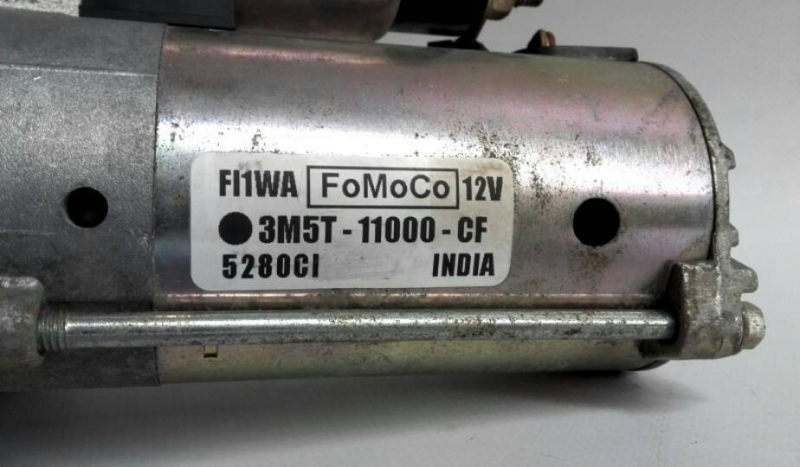 FI1WA FoMoCo 12V
3M5T - 11000 - CF
5280CI INDIA